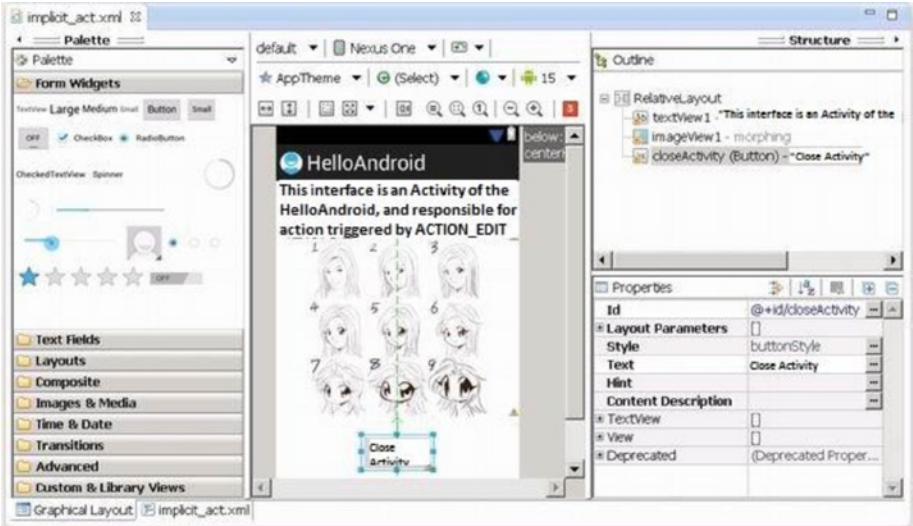 implicit_act.xml
Palette
Palette
Form Widgets
TextView Large Medium Small Button Small
OFF CheckBox RadioButton
CheckedTextView Spinner
OFF
Text Fields
Layouts
Composite
Images & Media
Time & Date
Transitions
Advanced
Custom & Library Views
Graphical Layout implicit_act.xml
default Nexus One
AppTheme (Select) 15
3
HelloAndroid
below:
This interface is an Activity of the
HelloAndroid, and responsible for
action triggered by ACTION_EDIT
1 2 3
4 5 6
7 8 9
Close
Activity
Structure
Outline
RelativeLayout
textView1 - "This interface is an Activity of the
imageView1 - morphing
closeActivity (Button) - "Close Activity"
Properties
Id @+id/closeActivity
Layout Parameters []
Style buttonStyle
Text Close Activity
Hint
Content Description
TextView []
View []
Deprecated (Deprecated Proper...